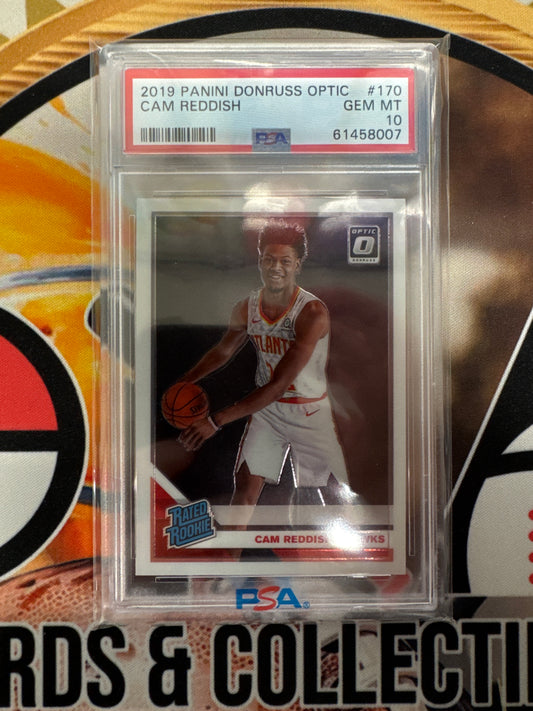 2019 PANINI DONRUSS OPTIC #170
CAM REDDISH GEM MT
10
PSA 61458007
OPTIC
DONRUSS
ATLANTA
RATED
ROOKIE
CAM REDDISH
PSA
& COLLECTI